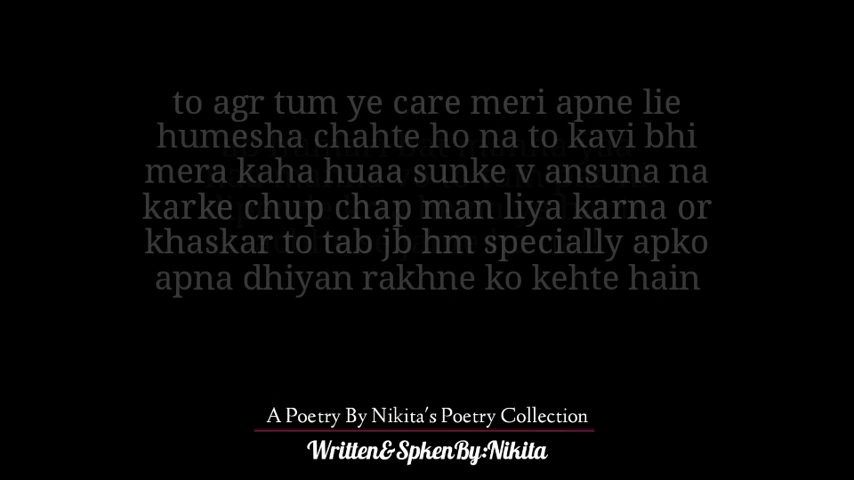 to agr tum ye care meri apne lie
humesha chahte ho na to kavi bhi
mera kaha huaa sunke v ansuna na
karke chup chap man liya karna or
khaskar to tab jb hm specially apko
apna dhiyan rakhne ko kehte hain
A Poetry By Nikita's Poetry Collection
Written&SpkenBy:Nikita